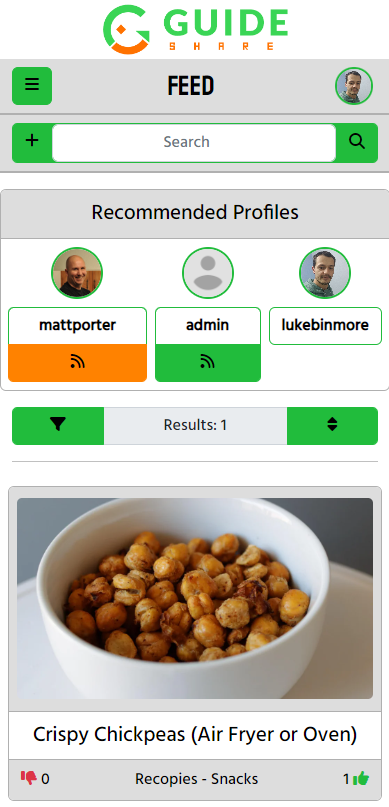 GUIDE
SHARE
FEED
Search
Recommended Profiles
mattporter
admin
lukebinmore
Results: 1
Crispy Chickpeas (Air Fryer or Oven)
0
Recopies - Snacks
1